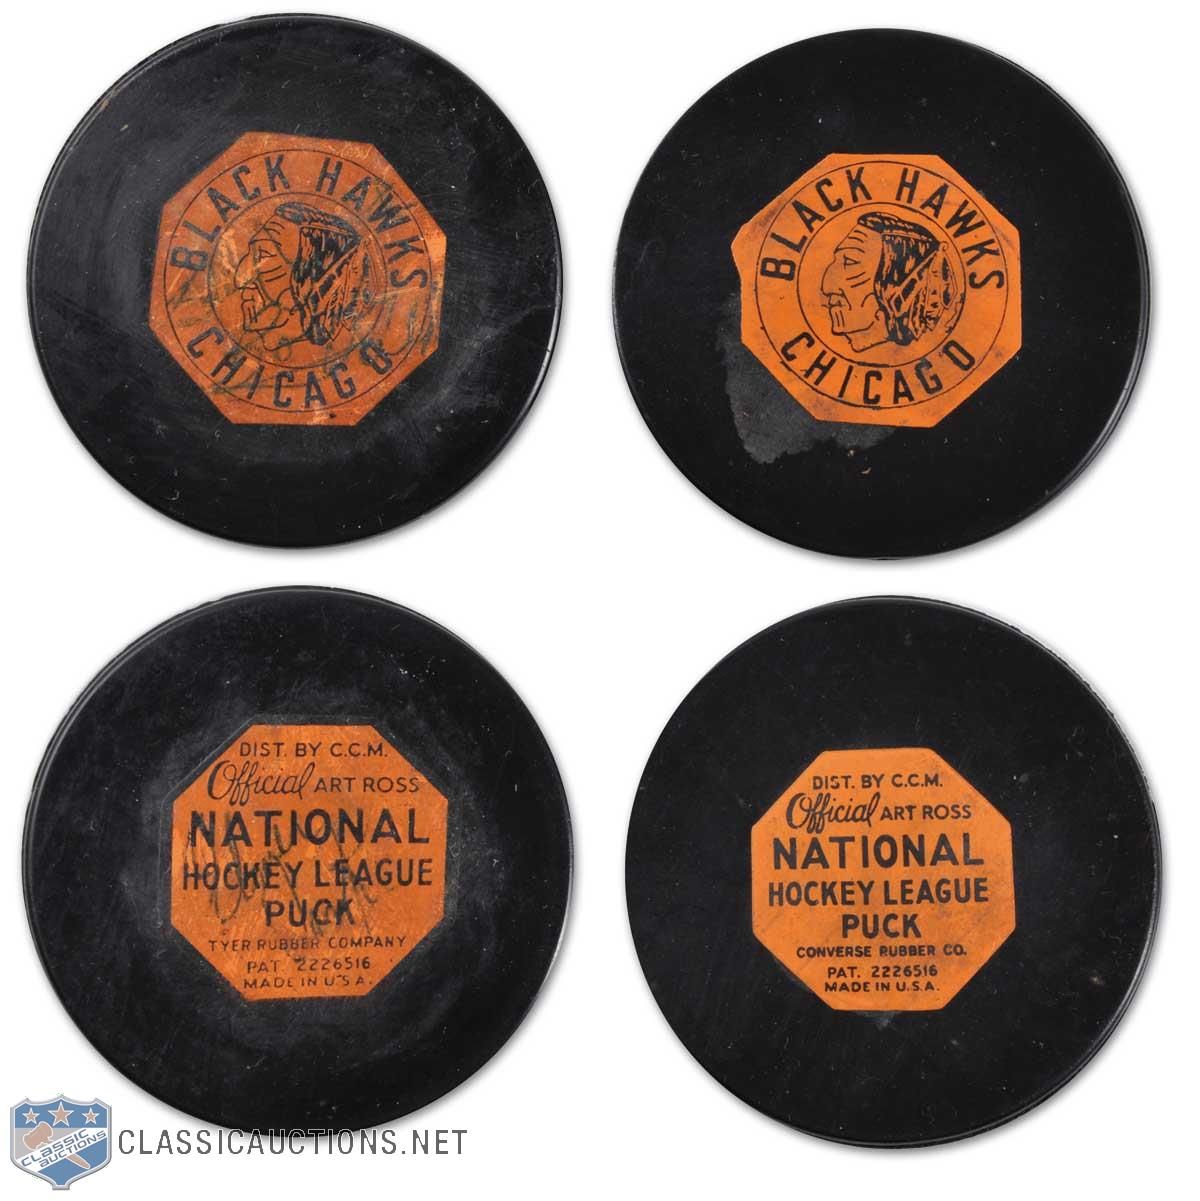 BLACK HAWKS
CHICAGO
BLACK HAWKS
CHICAGO
DIST. BY C.C.M.
Official ART ROSS
NATIONAL
HOCKEY LEAGUE
PUCK
TYER RUBBER COMPANY
PAT. 2226516
MADE IN U.S.A.
DIST. BY C.C.M.
Official ART ROSS
NATIONAL
HOCKEY LEAGUE
PUCK
CONVERSE RUBBER CO.
PAT. 2226516
MADE IN U.S.A.
CLASSIC
AUCTIONS
CLASSICAUCTIONS.NET